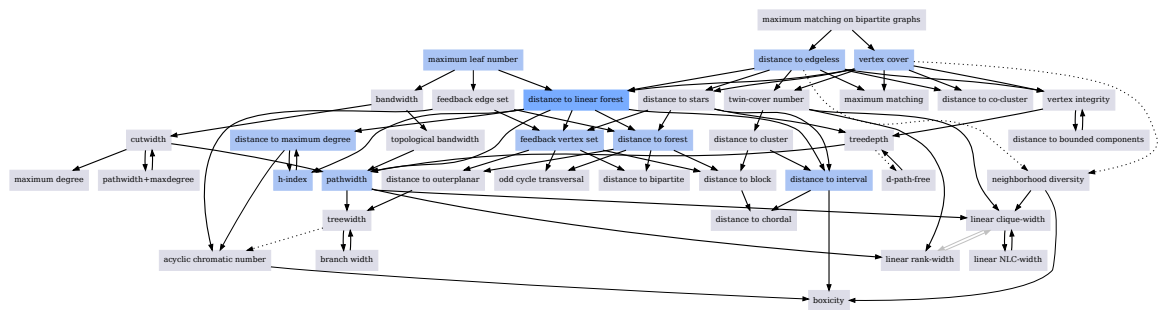 maximum matching on bipartite graphs
maximum leaf number
distance to edgeless
vertex cover
bandwidth
feedback edge set
distance to linear forest
distance to stars
twin-cover number
maximum matching
distance to co-cluster
vertex integrity
cutwidth
distance to maximum degree
topological bandwidth
feedback vertex set
distance to forest
distance to cluster
treedepth
distance to bounded components
maximum degree
pathwidth+maxdegree
h-index
pathwidth
distance to outerplanar
odd cycle transversal
distance to bipartite
distance to block
distance to interval
d-path-free
neighborhood diversity
treewidth
distance to chordal
linear clique-width
acyclic chromatic number
branch width
linear rank-width
linear NLC-width
boxicity